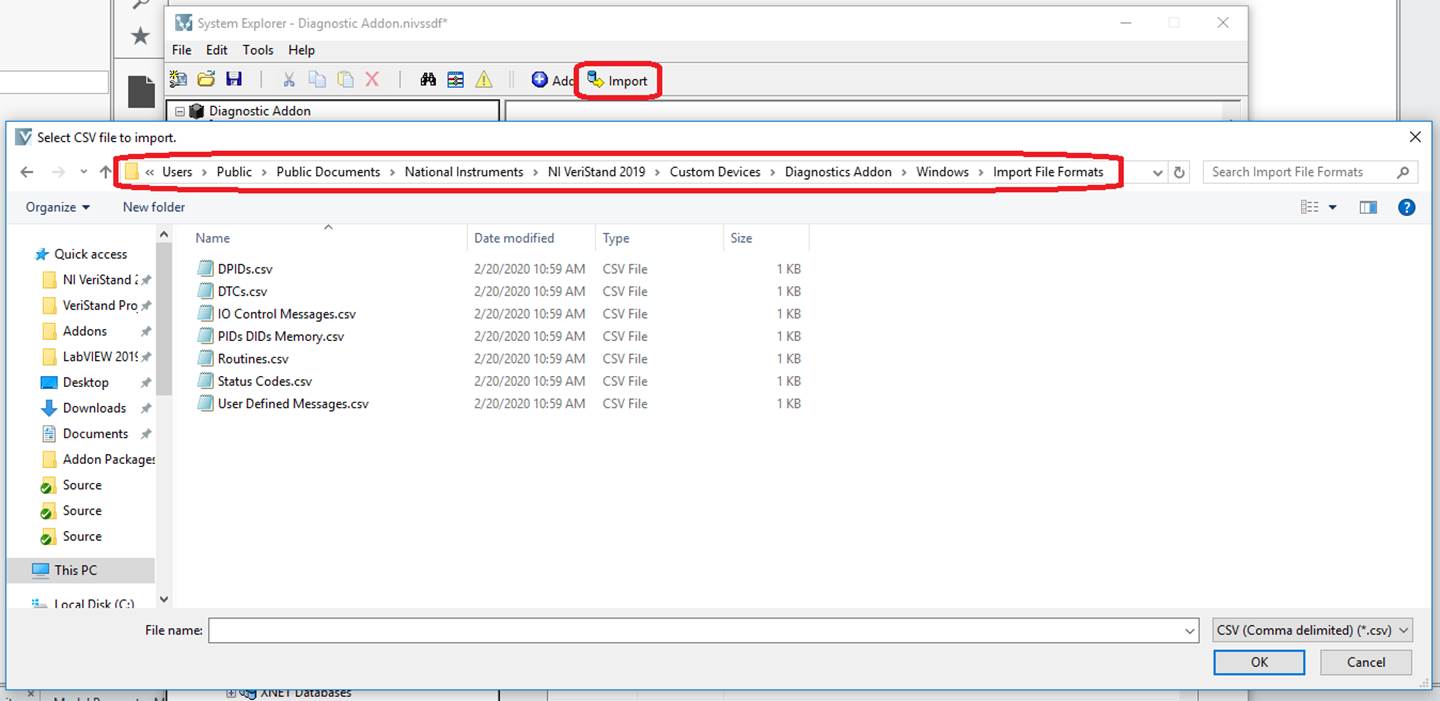 System Explorer - Diagnostic Addon.nivssdf*
File Edit Tools Help
Add Import
Diagnostic Addon
Select CSV file to import.
« Users > Public > Public Documents > National Instruments > NI VeriStand 2019 > Custom Devices > Diagnostics Addon > Windows > Import File Formats
Search Import File Formats
Organize New folder
Name Date modified Type Size
Quick access
NI VeriStand 2
VeriStand Pro
Addons
LabVIEW 2019
Desktop
Downloads
Documents
Addon Packages
Source
Source
Source
This PC
Local Disk (C:)
DPIDs.csv 2/20/2020 10:59 AM CSV File 1 KB
DTCs.csv 2/20/2020 10:59 AM CSV File 1 KB
IO Control Messages.csv 2/20/2020 10:59 AM CSV File 1 KB
PIDs DIDs Memory.csv 2/20/2020 10:59 AM CSV File 1 KB
Routines.csv 2/20/2020 10:59 AM CSV File 1 KB
Status Codes.csv 2/20/2020 10:59 AM CSV File 1 KB
User Defined Messages.csv 2/20/2020 10:59 AM CSV File 1 KB
File name:
CSV (Comma delimited) (*.csv)
OK Cancel
XNET Databases